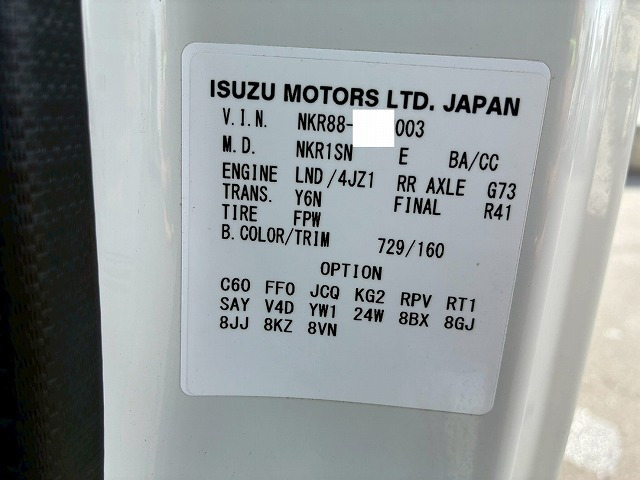 ISUZU MOTORS LTD. JAPAN
V.I.N. NKR88- 003
M.D. NKR1SN E BA/CC
ENGINE LND/4JZ1 RR AXLE G73
TRANS. Y6N FINAL R41
TIRE FPW
B.COLOR/TRIM 729/160
OPTION
C60 FF0 JCQ KG2 RPV RT1
SAY V4D YW1 24W 8BX 8GJ
8JJ 8KZ 8VN